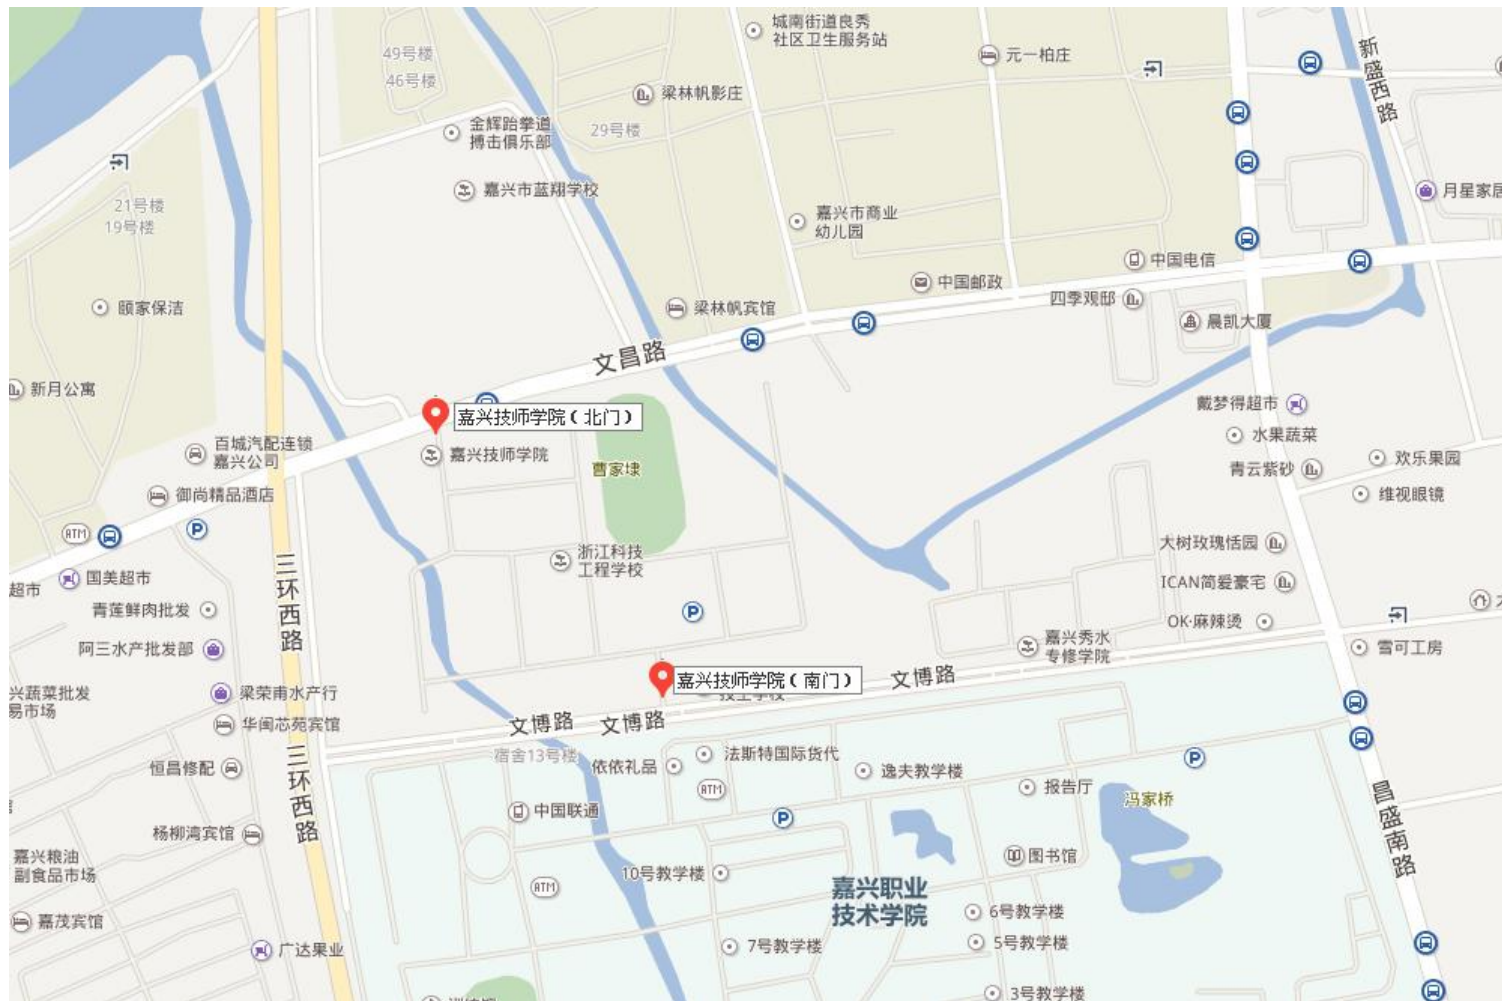 城南街道良秀
社区卫生服务站
49号楼
46号楼
元一柏庄
新盛西路
梁林帆影庄
金辉跆拳道
搏击俱乐部
29号楼
嘉兴市蓝翔学校
月星家居
21号楼
19号楼
嘉兴市商业
幼儿园
中国电信
中国邮政
四季观邸
颐家保洁
梁林帆宾馆
晨凯大厦
文昌路
新月公寓
戴梦得超市
嘉兴技师学院（北门）
水果蔬菜
百城汽配连锁
嘉兴公司
嘉兴技师学院
曹家埭
青云紫砂
欢乐果园
御尚精品酒店
P
维视眼镜
ATM
大树玫瑰恬园
浙江科技
工程学校
国美超市
超市
ICAN简爱豪宅
三环西路
青莲鲜肉批发
P
OK·麻辣烫
阿三水产批发部
嘉兴秀水
专修学院
雪可工房
嘉兴技师学院（南门）
文博路
兴蔬菜批发
易市场
梁荣甫水产行
华闽芯苑宾馆
文博路
文博路
宿舍13号楼
法斯特国际货代
三环西路
恒昌修配
依依礼品
逸夫教学楼
P
ATM
报告厅
冯家桥
昌盛南路
中国联通
P
杨柳湾宾馆
嘉兴粮油
副食品市场
图书馆
10号教学楼
ATM
嘉兴职业
技术学院
嘉茂宾馆
6号教学楼
7号教学楼
5号教学楼
广达果业
3号教学楼